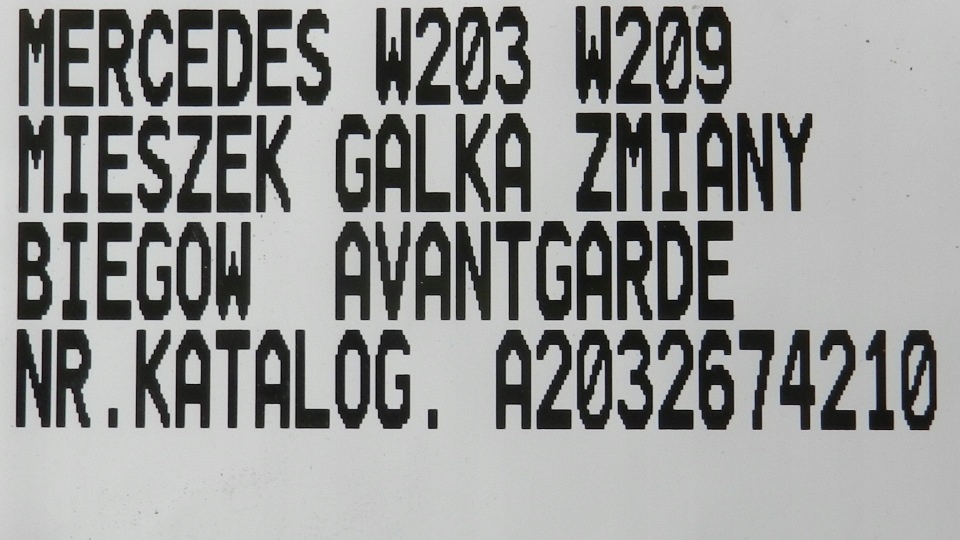 MERCEDES W203 W209
MIESZEK GALKA ZMIANY
BIEGOW AVANTGARDE
NR.KATALOG. A2032674210